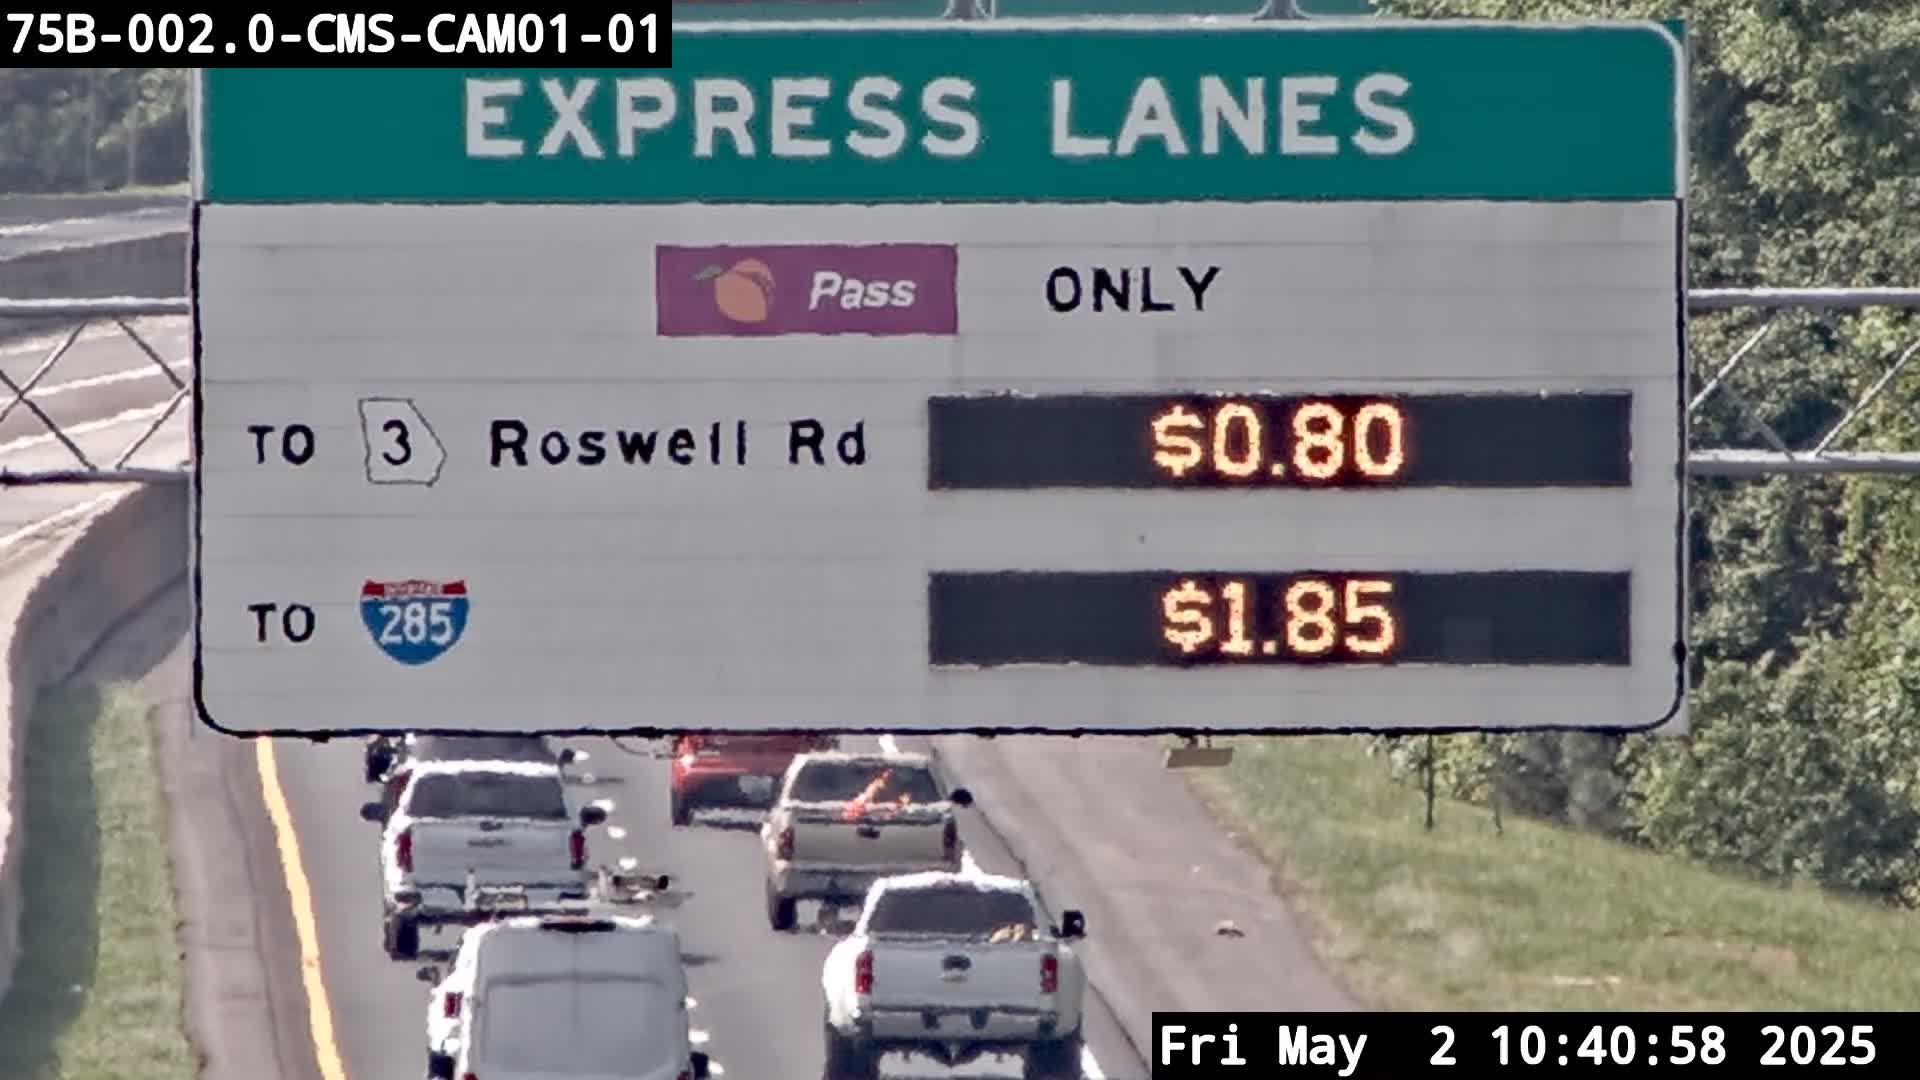 75B-002.0-CMS-CAM01-01
EXPRESS LANES
Pass ONLY
TO 3 Roswell Rd $0.80
TO INTERSTATE 285 $1.85
Fri May  2 10:40:58 2025